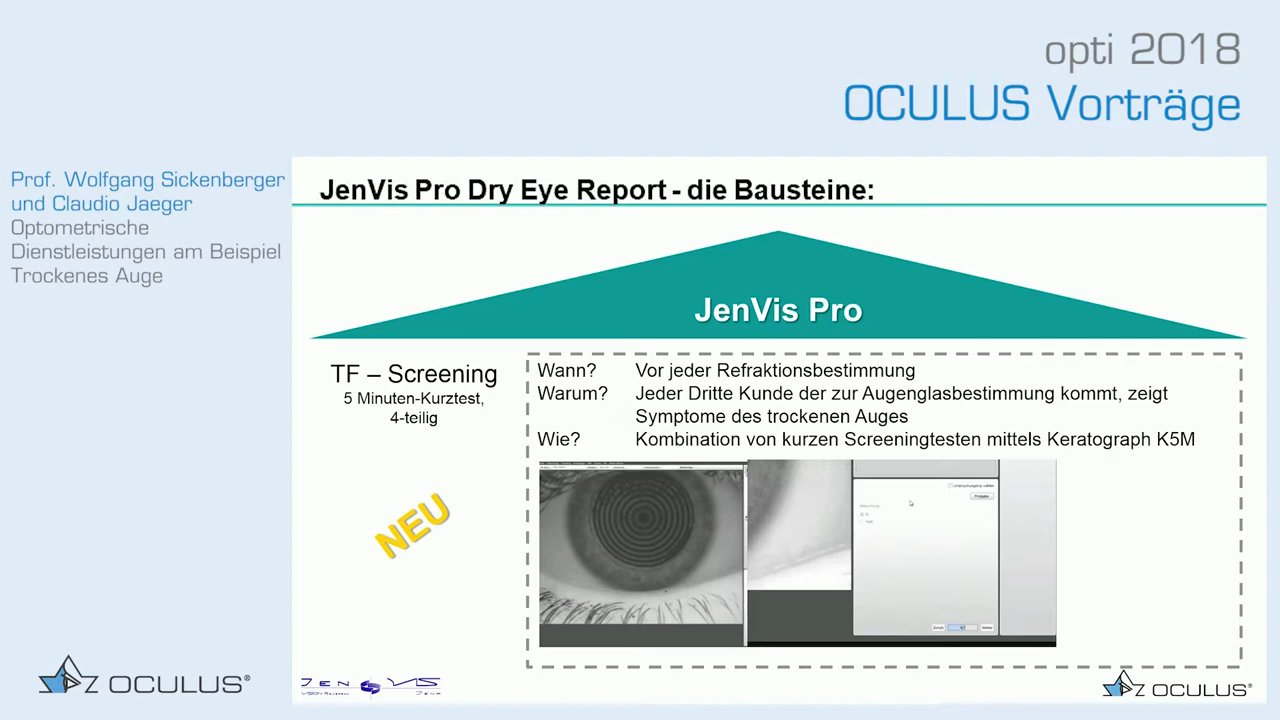 opti 2018
OCULUS Vorträge
Prof. Wolfgang Sickenberger
und Claudio Jaeger
Optometrische
Dienstleistungen am Beispiel
Trockenes Auge
JenVis Pro Dry Eye Report - die Bausteine:
JenVis Pro
TF – Screening
5 Minuten-Kurztest,
4-teilig
NEU
Wann? Vor jeder Refraktionsbestimmung
Warum? Jeder Dritte Kunde der zur Augenglasbestimmung kommt, zeigt
Symptome des trockenen Auges
Wie? Kombination von kurzen Screeningtesten mittels Keratograph K5M
Zurück
Weiter
OCULUS®
JENVIS
OCULUS®